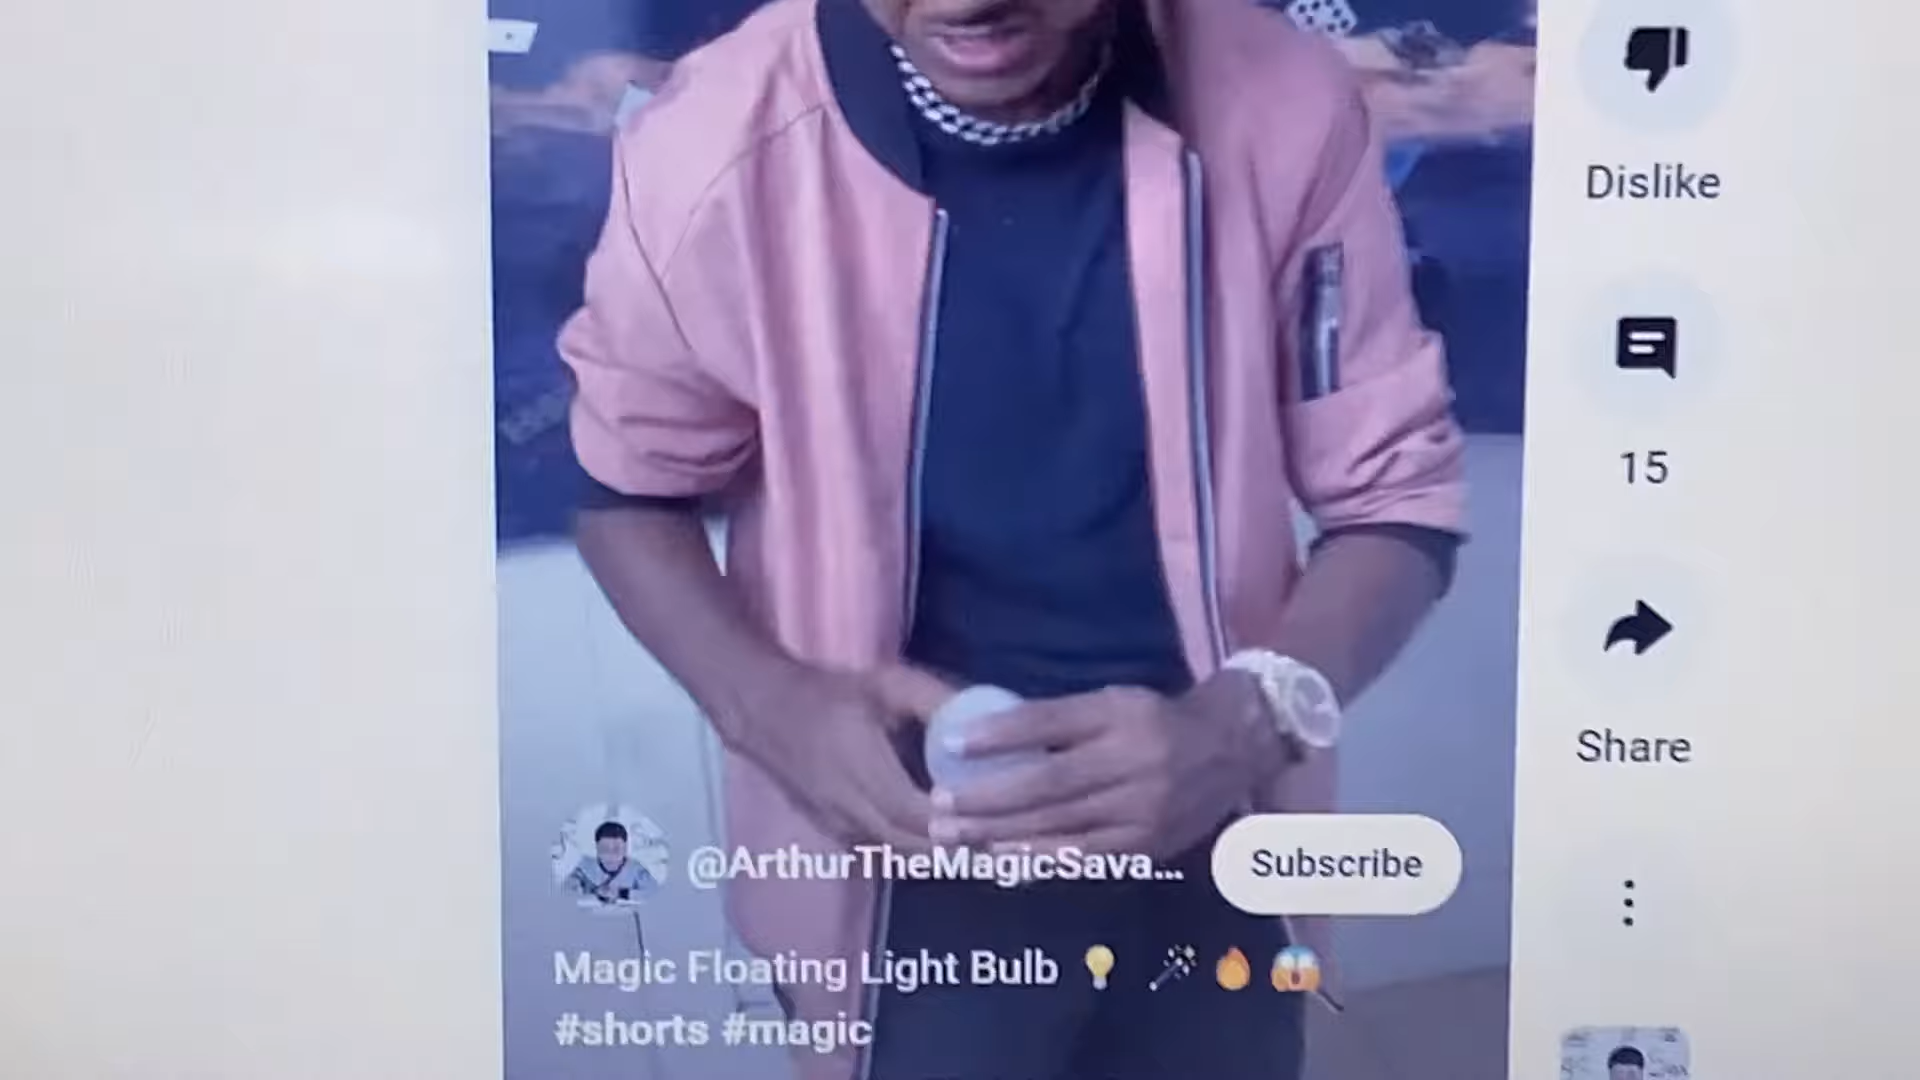 Dislike
15
Share
@ArthurTheMagicSava...
Subscribe
Magic Floating Light Bulb 💡 🪄 🔥 😱
#shorts #magic